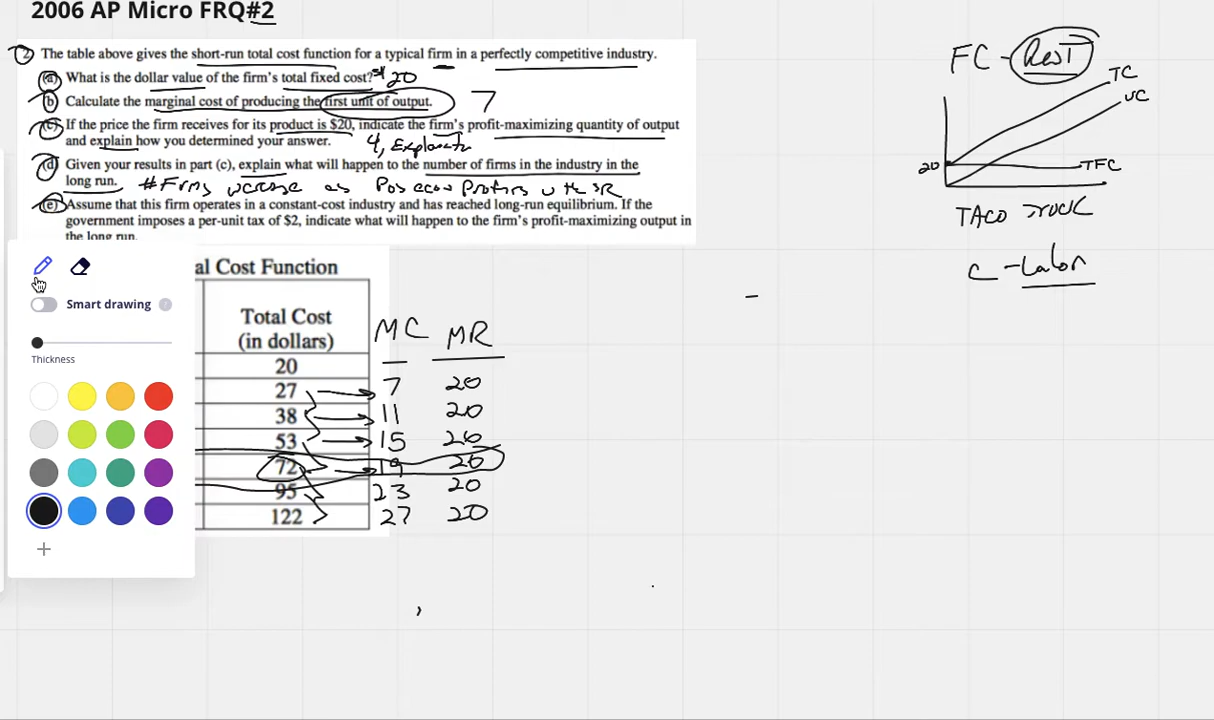 2006 AP Micro FRQ#2
2. The table above gives the short-run total cost function for a typical firm in a perfectly competitive industry.
(a) What is the dollar value of the firm's total fixed cost? 20
(b) Calculate the marginal cost of producing the first unit of output. 7
(c) If the price the firm receives for its product is $20, indicate the firm's profit-maximizing quantity of output
and explain how you determined your answer. 4, Explanatn
(d) Given your results in part (c), explain what will happen to the number of firms in the industry in the
long run. # Firms increase as Pos econ Profits in the SR
(e) Assume that this firm operates in a constant-cost industry and has reached long-run equilibrium. If the
government imposes a per-unit tax of $2, indicate what will happen to the firm's profit-maximizing output in
the long run.
FC - Rest
TC
VC
20
TFC
TACO Truck
C - Labor
Smart drawing ?
Thickness
al Cost Function
Total Cost
(in dollars)
MC MR
20
27 7 20
38 11 20
53 15 20
72 19 20
95 23 20
122 27 20